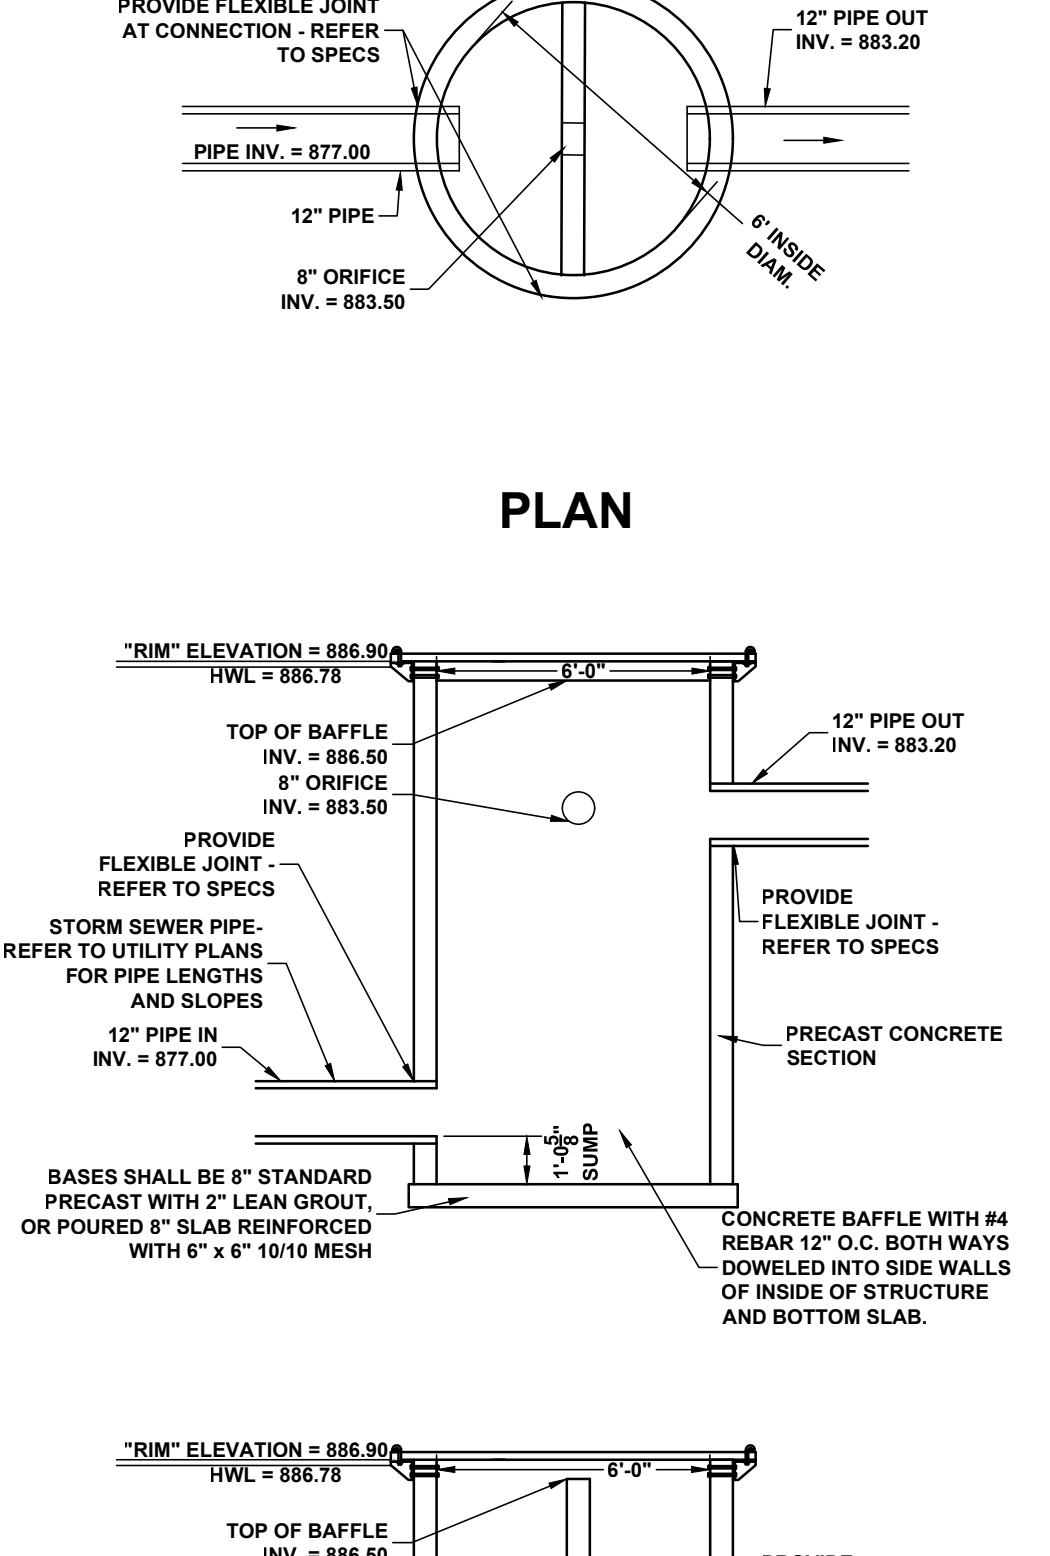 PROVIDE FLEXIBLE JOINT
AT CONNECTION - REFER
TO SPECS
12" PIPE OUT
INV. = 883.20
PIPE INV. = 877.00
12" PIPE
8" ORIFICE
INV. = 883.50
6' INSIDE
DIAM.
PLAN
"RIM" ELEVATION = 886.90
HWL = 886.78
6'-0"
TOP OF BAFFLE
INV. = 886.50
8" ORIFICE
INV. = 883.50
12" PIPE OUT
INV. = 883.20
PROVIDE
FLEXIBLE JOINT -
REFER TO SPECS
PROVIDE
FLEXIBLE JOINT -
REFER TO SPECS
STORM SEWER PIPE-
REFER TO UTILITY PLANS
FOR PIPE LENGTHS
AND SLOPES
12" PIPE IN
INV. = 877.00
PRECAST CONCRETE
SECTION
1'-0 5/8"
SUMP
BASES SHALL BE 8" STANDARD
PRECAST WITH 2" LEAN GROUT,
OR POURED 8" SLAB REINFORCED
WITH 6" x 6" 10/10 MESH
CONCRETE BAFFLE WITH #4
REBAR 12" O.C. BOTH WAYS
DOWELED INTO SIDE WALLS
OF INSIDE OF STRUCTURE
AND BOTTOM SLAB.
"RIM" ELEVATION = 886.90
HWL = 886.78
6'-0"
TOP OF BAFFLE
INV. = 886.50
PROVIDE